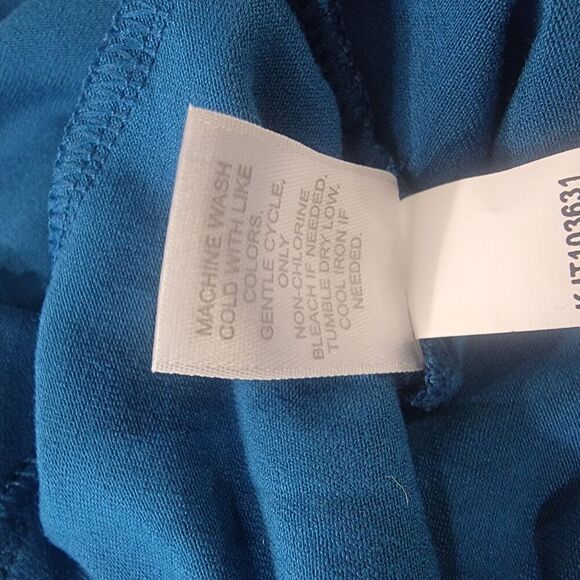 MACHINE WASH
COLD WITH LIKE
COLORS.
GENTLE CYCLE,
ONLY
NON-CHLORINE
BLEACH IF NEEDED.
TUMBLE DRY LOW.
COOL IRON IF
NEEDED.